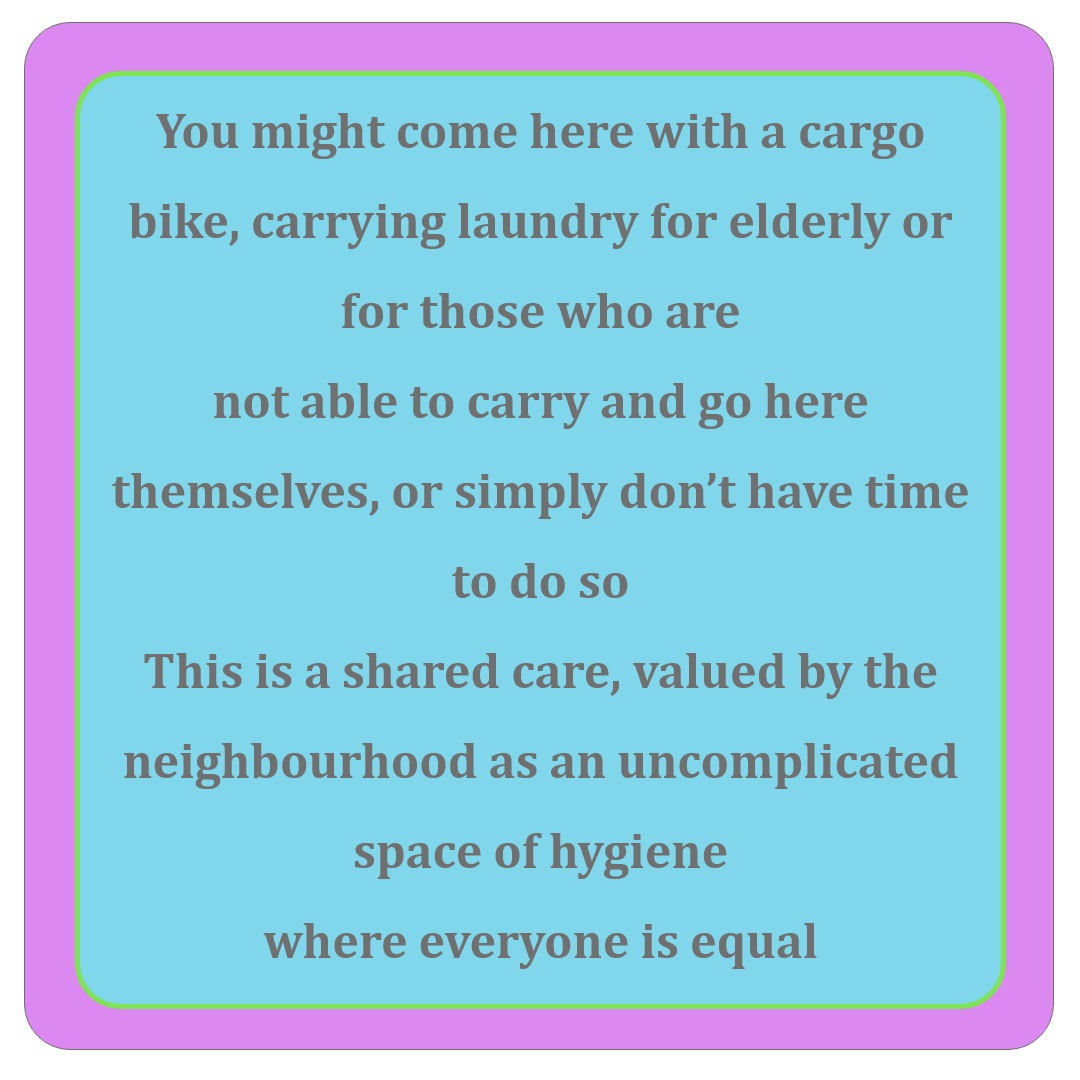 You might come here with a cargo
bike, carrying laundry for elderly or
for those who are
not able to carry and go here
themselves, or simply don’t have time
to do so
This is a shared care, valued by the
neighbourhood as an uncomplicated
space of hygiene
where everyone is equal